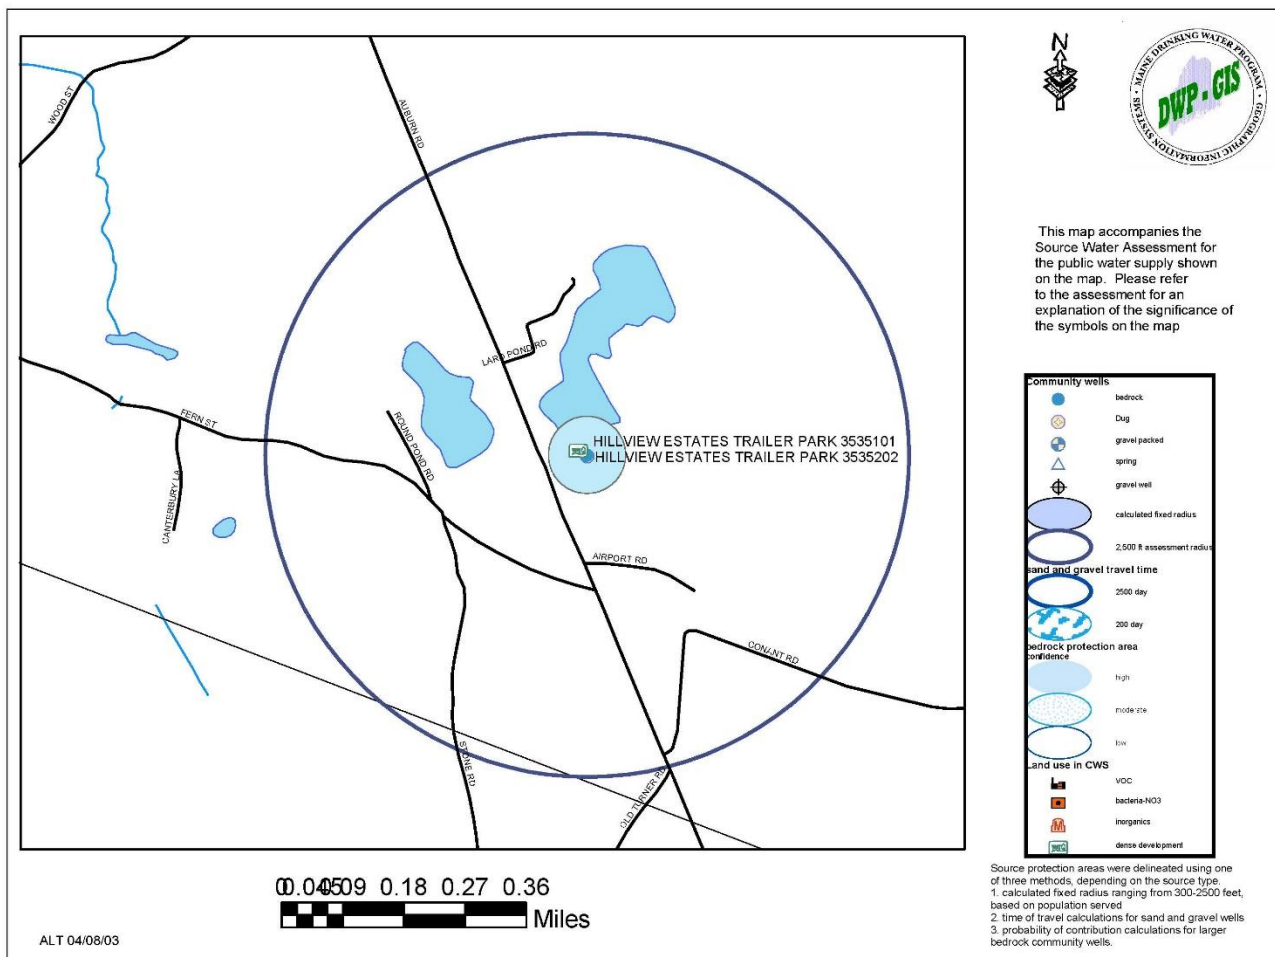 WOOD ST
AUBURN RD
LARD POND RD
ROUND POND RD
FERN ST
CANTERBURY LA
HILLVIEW ESTATES TRAILER PARK 3535101
HILLVIEW ESTATES TRAILER PARK 3535202
AIRPORT RD
CONANT RD
STONE RD
OLD TURNER RD
0 0.045 0.09 0.18 0.27 0.36
Miles
ALT 04/08/03
N
MAINE DRINKING WATER PROGRAM • GEOGRAPHIC INFORMATION SYSTEMS •
DWP - GIS
This map accompanies the
Source Water Assessment for
the public water supply shown
on the map. Please refer
to the assessment for an
explanation of the significance of
the symbols on the map
Community wells
bedrock
Dug
gravel packed
spring
gravel well
calculated fixed radius
2,500 ft assessment radius
sand and gravel travel time
2500 day
200 day
bedrock protection area
confidence
high
moderate
low
Land use in CWS
VOC
bacteria-NO3
M
inorganics
dense development
Source protection areas were delineated using one
of three methods, depending on the source type.
1. calculated fixed radius ranging from 300-2500 feet,
based on population served
2. time of travel calculations for sand and gravel wells
3. probability of contribution calculations for larger
bedrock community wells.